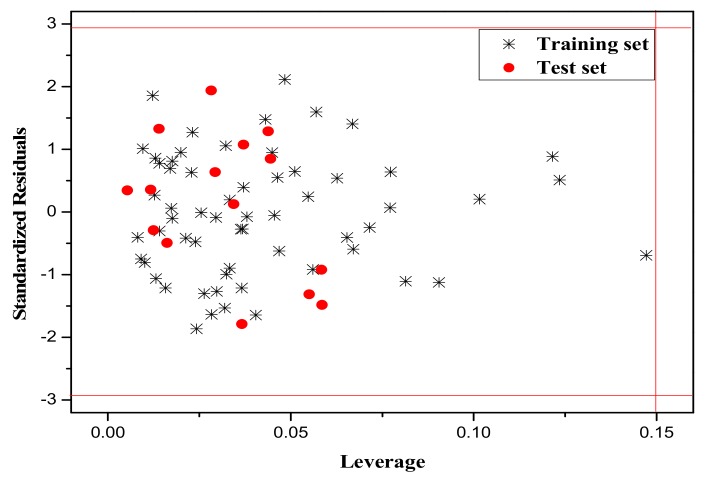 3
2
1
0
-1
-2
-3
Standardized Residuals
Training set
Test set
0.00
0.05
0.10
0.15
Leverage